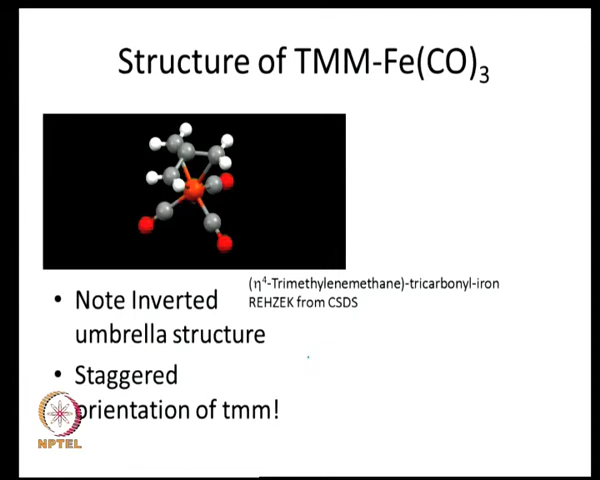 Structure of TMM-Fe(CO)₃
(η⁴-Trimethylenemethane)-tricarbonyl-iron
REHZEK from CSDS
• Note Inverted
umbrella structure
• Staggered
orientation of tmm!
NPTEL